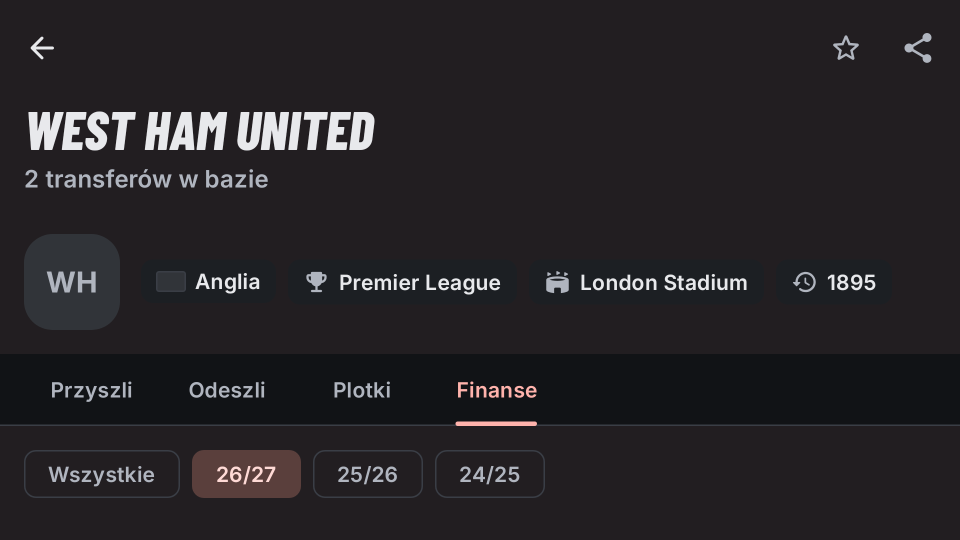 WEST HAM UNITED
2 transferów w bazie
WH
Anglia
Premier League
London Stadium
1895
Przyszli
Odeszli
Plotki
Finanse
Wszystkie
26/27
25/26
24/25